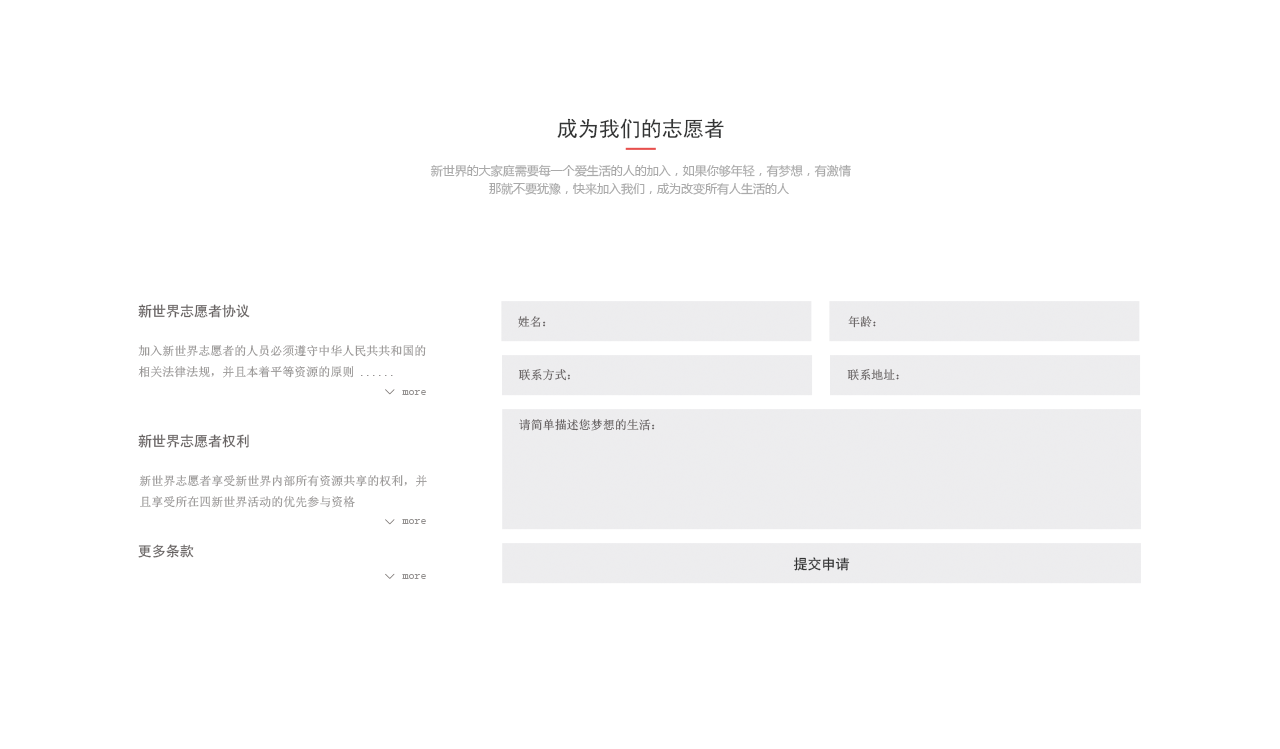 成为我们的志愿者
新世界的大家庭需要每一个爱生活的人的加入，如果你够年轻，有梦想，有激情
那就不要犹豫，快来加入我们，成为改变所有人生活的人
新世界志愿者协议
加入新世界志愿者的人员必须遵守中华人民共共和国的
相关法律法规，并且本着平等资源的原则 ......
more
新世界志愿者权利
新世界志愿者享受新世界内部所有资源共享的权利，并
且享受所在四新世界活动的优先参与资格
more
更多条款
more
姓名：
年龄：
联系方式：
联系地址：
请简单描述您梦想的生活：
提交申请